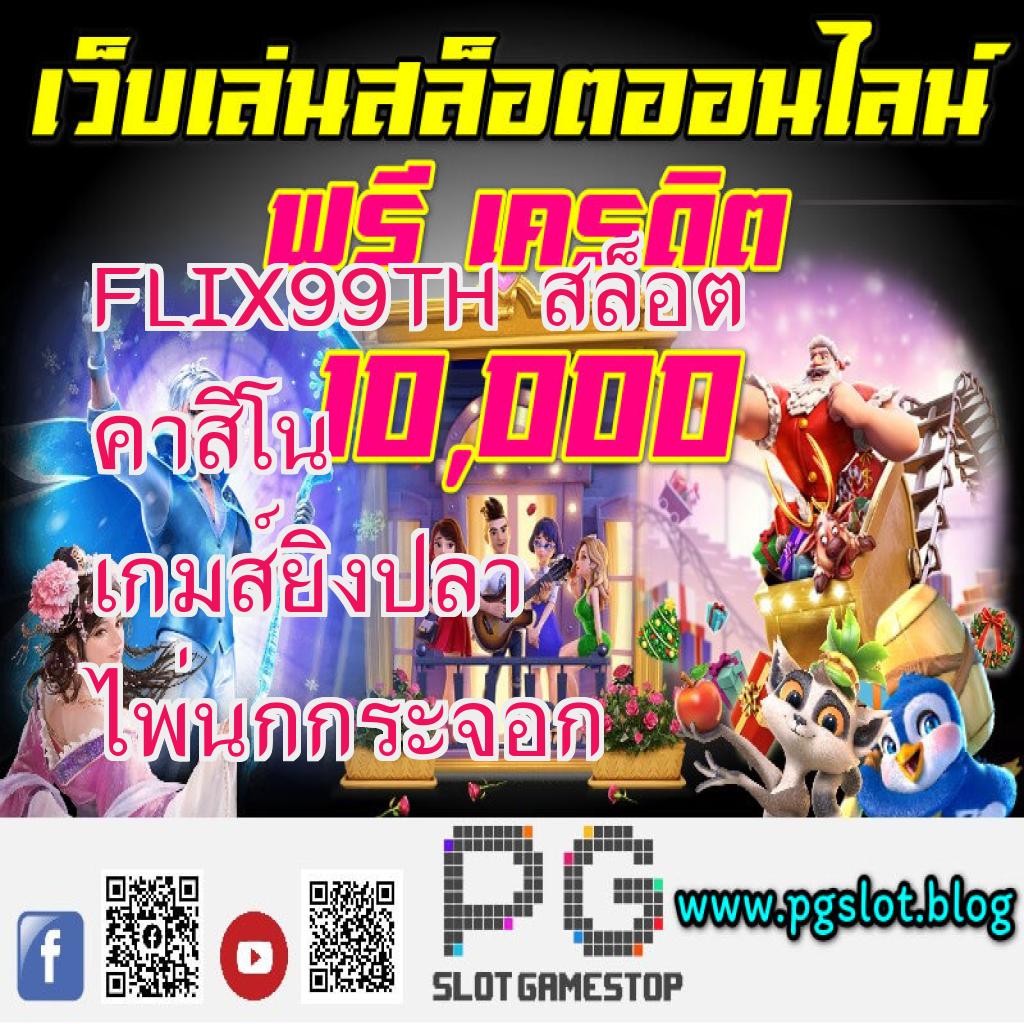 เว็บเล่นสล็อตออนไลน์
ฟรี เครดิต
FLIX99TH สล็อต
10,000
คาสิโน
เกมส์ยิงปลา
ไพ่นกกระจอก
PG
SLOT GAMESTOP
www.pgslot.blog